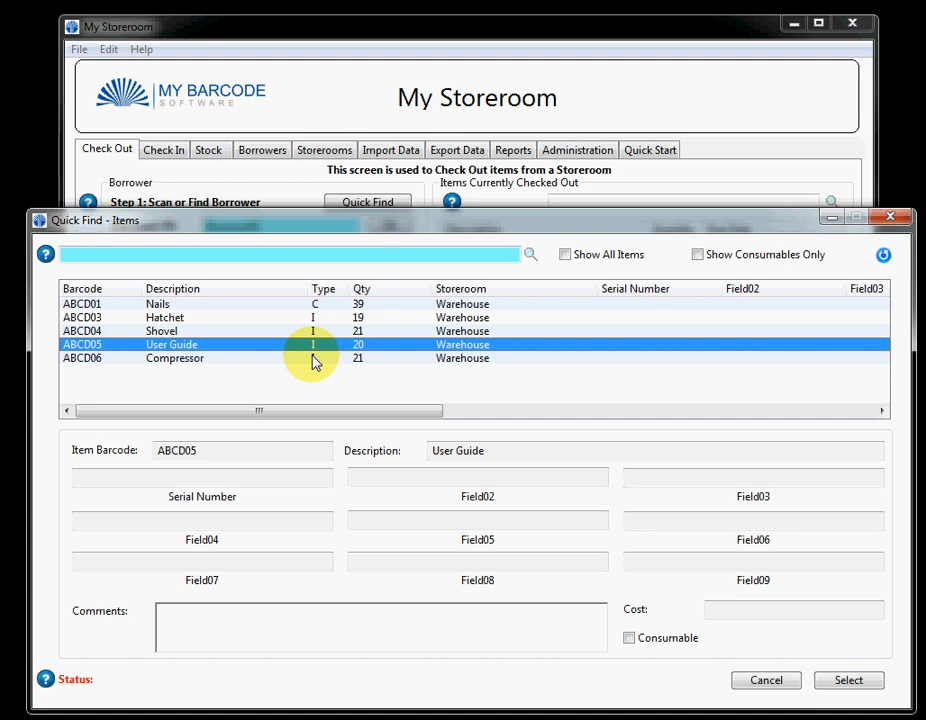 My Storeroom
File Edit Help
MY BARCODE
SOFTWARE
My Storeroom
Check Out Check In Stock Borrowers Storerooms Import Data Export Data Reports Administration Quick Start
This screen is used to Check Out items from a Storeroom
Borrower Items Currently Checked Out
? Step 1: Scan or Find Borrower Quick Find ?
Quick Find - Items
? Show All Items Show Consumables Only
Barcode Description Type Qty Storeroom Serial Number Field02 Field03
ABCD01 Nails C 39 Warehouse
ABCD03 Hatchet I 19 Warehouse
ABCD04 Shovel I 21 Warehouse
ABCD05 User Guide I 20 Warehouse
ABCD06 Compressor 21 Warehouse
Item Barcode: ABCD05 Description: User Guide
Serial Number Field02 Field03
Field04 Field05 Field06
Field07 Field08 Field09
Comments: Cost:
Consumable
? Status: Cancel Select